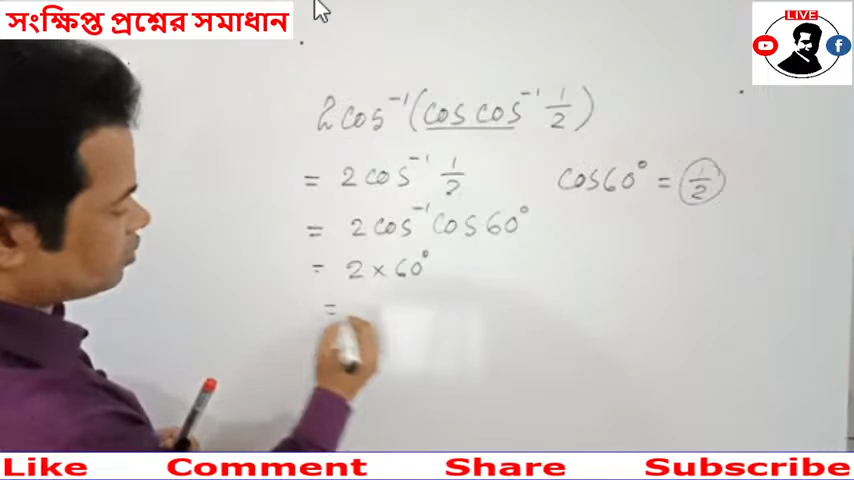 সংক্ষিপ্ত প্রশ্নের সমাধান
LIVE
2cos⁻¹(cos cos⁻¹ 1/2)
= 2cos⁻¹ 1/2    cos60° = 1/2
= 2cos⁻¹ cos60°
= 2 × 60°
=
Like Comment Share Subscribe